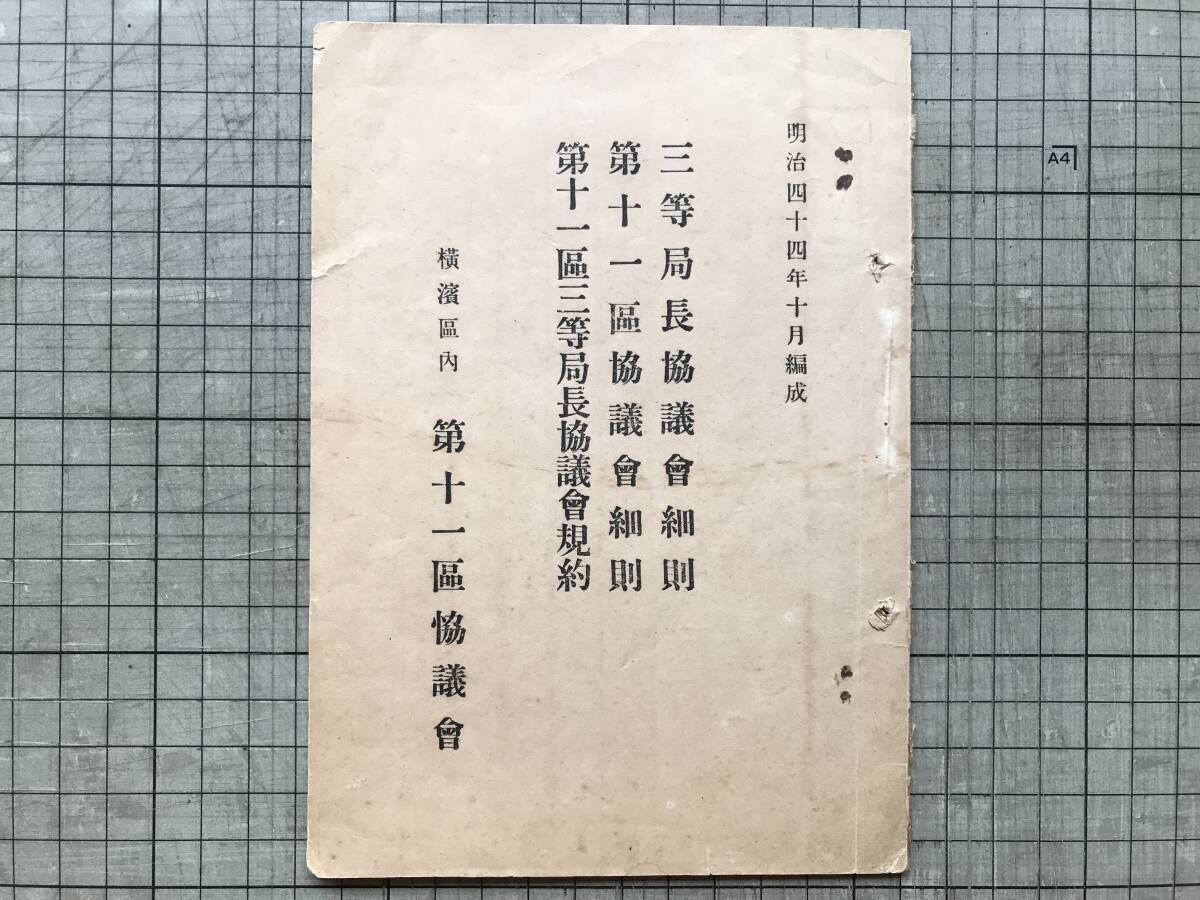 明治四十四年十月編成
三等局長協議會細則
第十一區協議會細則
第十一區三等局長協議會規約
橫濱區內 第十一區恊議會
A4